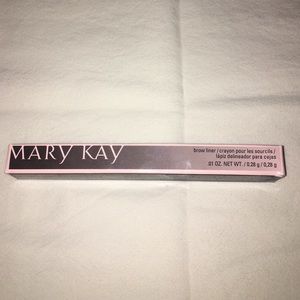 MARY KAY
brow liner / crayon pour les sourcils /
lápiz delineador para cejas
.01 OZ. NET WT. / 0.28 g / 0,28 g